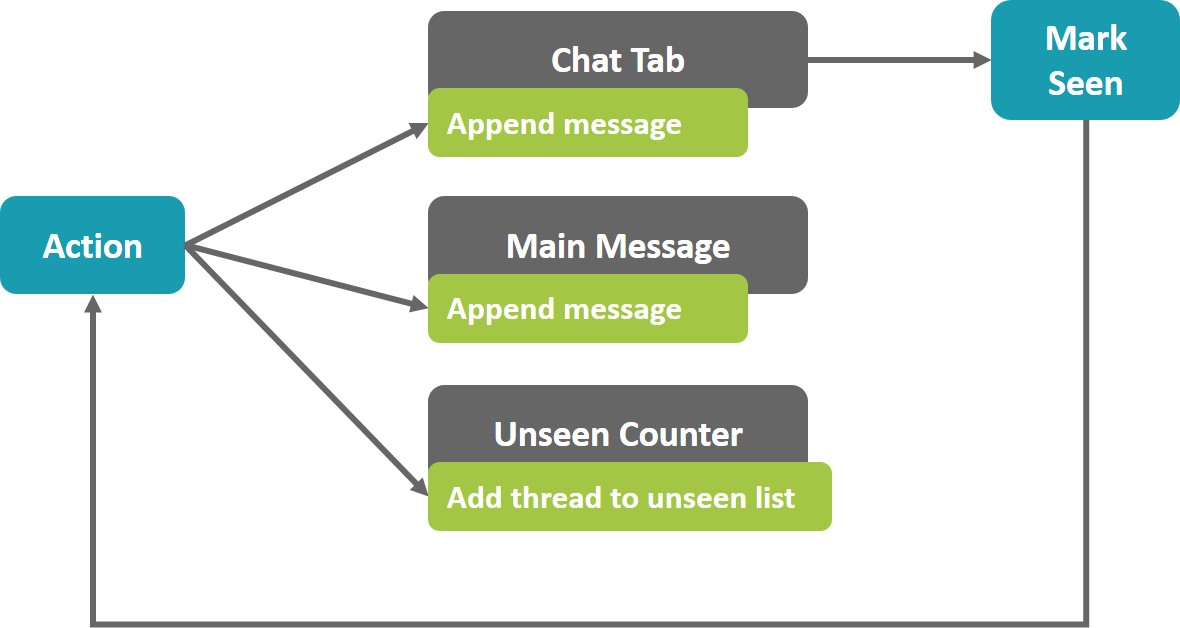 Chat Tab
Append message
Mark
Seen
Action
Main Message
Append message
Unseen Counter
Add thread to unseen list